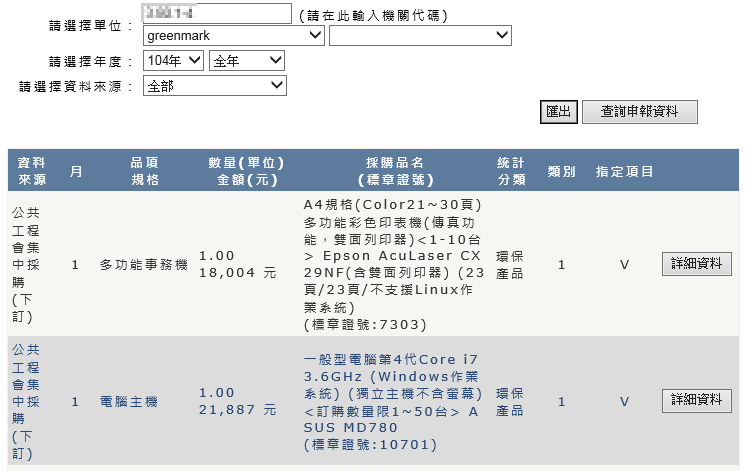 請選擇單位： (請在此輸入機關代碼)
greenmark
請選擇年度： 104年 全年
請選擇資料來源： 全部
匯出 查詢申報資料
資料來源 月 品項規格 數量(單位)金額(元) 採購品名(標章證號) 統計分類 類別 指定項目
公共
工程
會集
中採
購
(下
訂)
1
多功能事務機
1.00
18,004 元
A4規格(Color21~30頁)
多功能彩色印表機(傳真功
能，雙面列印器)<1-10台
> Epson AcuLaser CX
29NF(含雙面列印器) (23
頁/23頁/不支援Linux作
業系統)
(標章證號:7303)
環保
產品
1
V
詳細資料
公共
工程
會集
中採
購
(下
訂)
1
電腦主機
1.00
21,887 元
一般型電腦第4代Core i7
3.6GHz (Windows作業
系統) (獨立主機不含螢幕)
<訂購數量限1~50台> A
SUS MD780
(標章證號:10701)
環保
產品
1
V
詳細資料